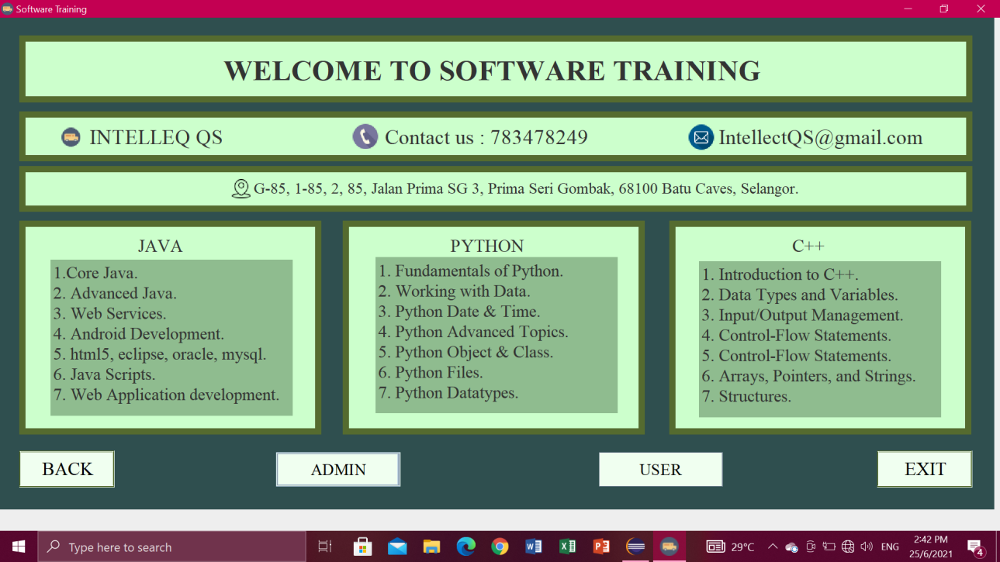 Software Training
WELCOME TO SOFTWARE TRAINING
INTELLEQ QS
Contact us : 783478249
IntellectQS@gmail.com
G-85, 1-85, 2, 85, Jalan Prima SG 3, Prima Seri Gombak, 68100 Batu Caves, Selangor.
JAVA
1.Core Java.
2. Advanced Java.
3. Web Services.
4. Android Development.
5. html5, eclipse, oracle, mysql.
6. Java Scripts.
7. Web Application development.
PYTHON
1. Fundamentals of Python.
2. Working with Data.
3. Python Date & Time.
4. Python Advanced Topics.
5. Python Object & Class.
6. Python Files.
7. Python Datatypes.
C++
1. Introduction to C++.
2. Data Types and Variables.
3. Input/Output Management.
4. Control-Flow Statements.
5. Control-Flow Statements.
6. Arrays, Pointers, and Strings.
7. Structures.
BACK
ADMIN
USER
EXIT
Type here to search
29°C
ENG
2:42 PM
25/6/2021
4